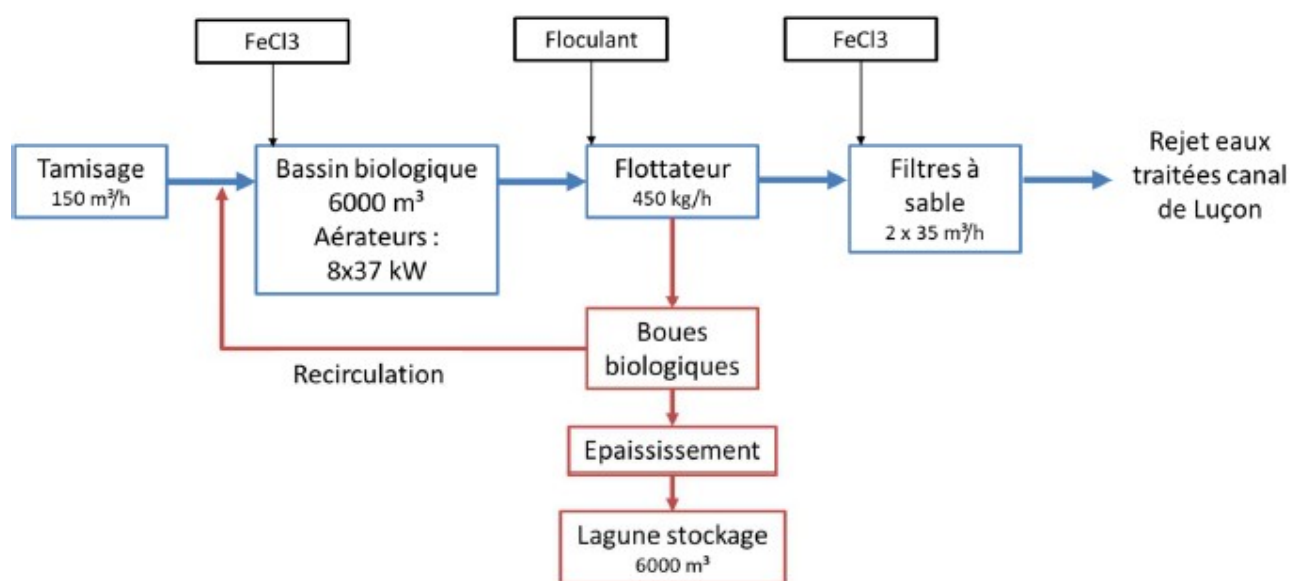 FeCl3
Floculant
FeCl3
Tamisage
150 m³/h
Bassin biologique
6000 m³
Aérateurs :
8x37 kW
Flottateur
450 kg/h
Filtres à
sable
2 x 35 m³/h
Rejet eaux
traitées canal
de Luçon
Boues
biologiques
Recirculation
Epaississement
Lagune stockage
6000 m³